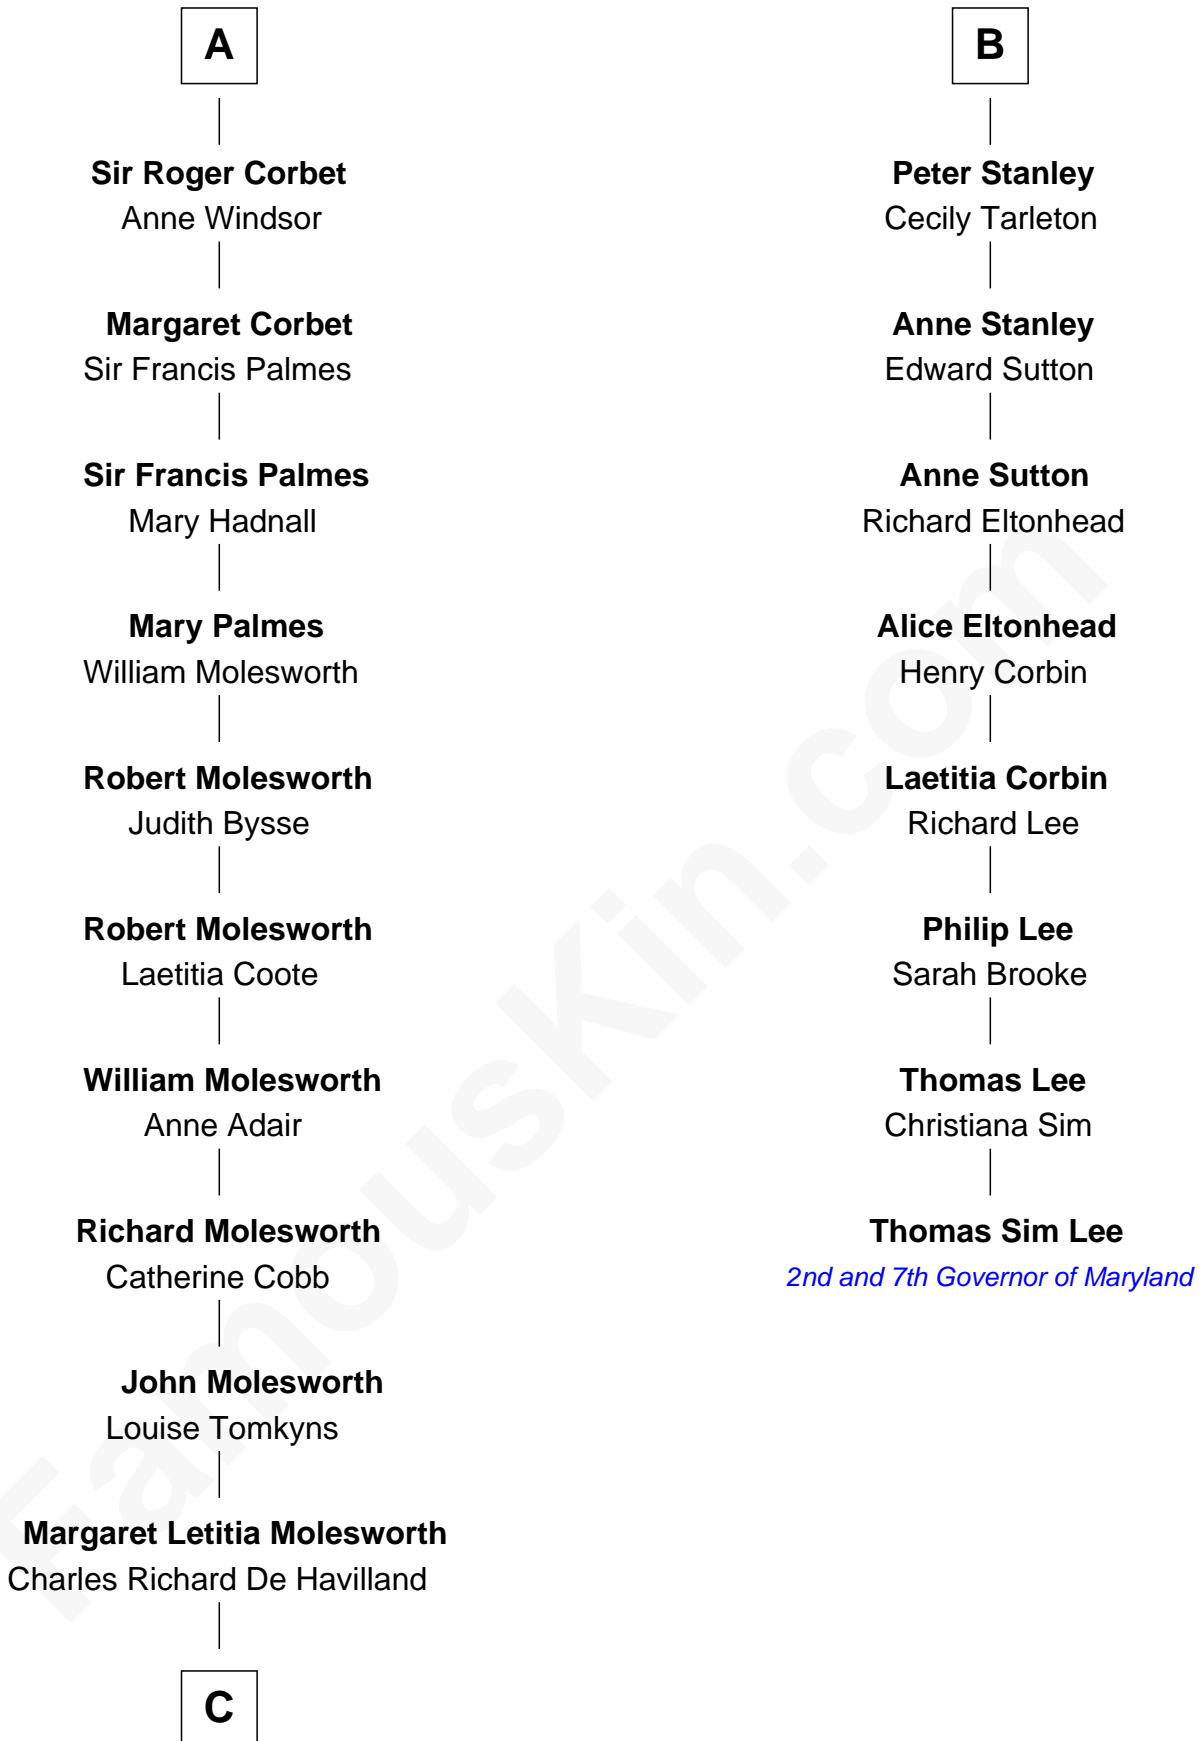 A
Sir Roger Corbet
Anne Windsor
Margaret Corbet
Sir Francis Palmes
Sir Francis Palmes
Mary Hadnall
Mary Palmes
William Molesworth
Robert Molesworth
Judith Bysse
Robert Molesworth
Laetitia Coote
William Molesworth
Anne Adair
Richard Molesworth
Catherine Cobb
John Molesworth
Louise Tomkyns
Margaret Letitia Molesworth
Charles Richard De Havilland
C
B
Peter Stanley
Cecily Tarleton
Anne Stanley
Edward Sutton
Anne Sutton
Richard Eltonhead
Alice Eltonhead
Henry Corbin
Laetitia Corbin
Richard Lee
Philip Lee
Sarah Brooke
Thomas Lee
Christiana Sim
Thomas Sim Lee
2nd and 7th Governor of Maryland
FamousKin.com